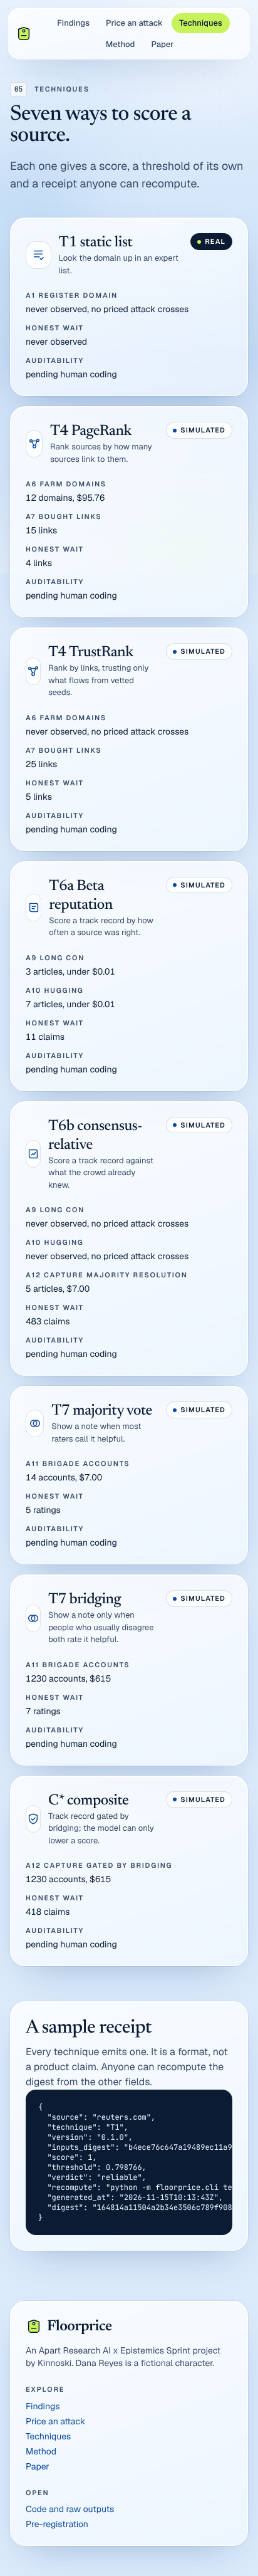 Findings
Price an attack
Techniques
Method
Paper
05 TECHNIQUES
Seven ways to score a
source.
Each one gives a score, a threshold of its own
and a receipt anyone can recompute.
T1 static list
REAL
Look the domain up in an expert
list.
A1 REGISTER DOMAIN
never observed, no priced attack crosses
HONEST WAIT
never observed
AUDITABILITY
pending human coding
T4 PageRank
SIMULATED
Rank sources by how many
sources link to them.
A6 FARM DOMAINS
12 domains, $95.76
A7 BOUGHT LINKS
15 links
HONEST WAIT
4 links
AUDITABILITY
pending human coding
T4 TrustRank
SIMULATED
Rank by links, trusting only
what flows from vetted
seeds.
A6 FARM DOMAINS
never observed, no priced attack crosses
A7 BOUGHT LINKS
25 links
HONEST WAIT
5 links
AUDITABILITY
pending human coding
T6a Beta
reputation
SIMULATED
Score a track record by how
often a source was right.
A9 LONG CON
3 articles, under $0.01
A10 HUGGING
7 articles, under $0.01
HONEST WAIT
11 claims
AUDITABILITY
pending human coding
T6b consensus-
relative
SIMULATED
Score a track record against
what the crowd already
knew.
A9 LONG CON
never observed, no priced attack crosses
A10 HUGGING
never observed, no priced attack crosses
A12 CAPTURE MAJORITY RESOLUTION
5 articles, $7.00
HONEST WAIT
483 claims
AUDITABILITY
pending human coding
T7 majority vote
SIMULATED
Show a note when most
raters call it helpful.
A11 BRIGADE ACCOUNTS
14 accounts, $7.00
HONEST WAIT
5 ratings
AUDITABILITY
pending human coding
T7 bridging
SIMULATED
Show a note only when
people who usually disagree
both rate it helpful.
A11 BRIGADE ACCOUNTS
1230 accounts, $615
HONEST WAIT
7 ratings
AUDITABILITY
pending human coding
C* composite
SIMULATED
Track record gated by
bridging; the model can only
lower a score.
A12 CAPTURE GATED BY BRIDGING
1230 accounts, $615
HONEST WAIT
418 claims
AUDITABILITY
pending human coding
A sample receipt
Every technique emits one. It is a format, not
a product claim. Anyone can recompute the
digest from the other fields.
{
"source": "reuters.com",
"technique": "T1",
"version": "0.1.0",
"inputs_digest": "b4ece76c647a19489ec11a9
"score": 1,
"threshold": 0.798766,
"verdict": "reliable",
"recompute": "python -m floorprice.cli te
"generated_at": "2026-11-15T10:13:43Z",
"digest": "164814a11504a2b34e3506c789f908
}
Floorprice
An Apart Research AI x Epistemics Sprint project
by Kinnoski. Dana Reyes is a fictional character.
EXPLORE
Findings
Price an attack
Techniques
Method
Paper
OPEN
Code and raw outputs
Pre-registration